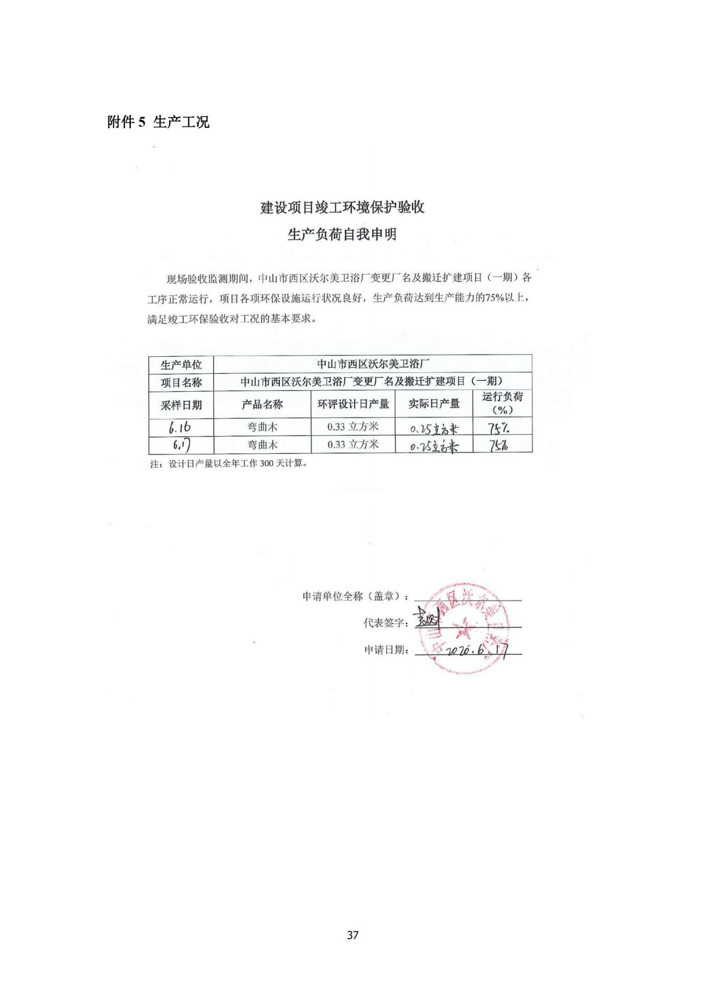 附件 5 生产工况
建设项目竣工环境保护验收
生产负荷自我申明
现场验收监测期间，中山市西区沃尔美卫浴厂变更厂名及搬迁扩建项目（一期）各
工序正常运行，项目各项环保设施运行状况良好，生产负荷达到生产能力的75%以上，
满足竣工环保验收对工况的基本要求。
生产单位 中山市西区沃尔美卫浴厂
项目名称 中山市西区沃尔美卫浴厂变更厂名及搬迁扩建项目（一期）
采样日期 产品名称 环评设计日产量 实际日产量 运行负荷
（%）
6.16 弯曲木 0.33 立方米 0.25立方米 75%
6.17 弯曲木 0.33 立方米 0.25立方米 75%
注：设计日产量以全年工作 300 天计算。
申请单位全称（盖章）：
代表签字：
申请日期： 2020.6.17
37